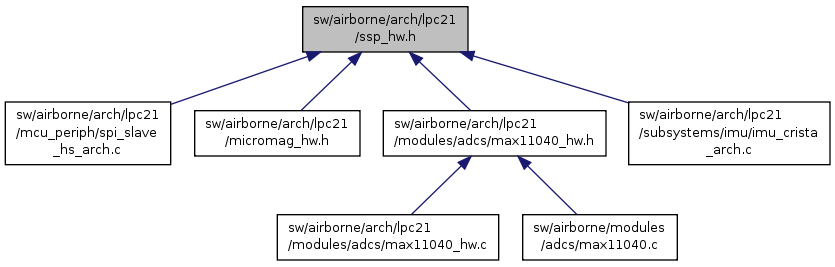 sw/airborne/arch/lpc21
/ssp_hw.h
sw/airborne/arch/lpc21
/mcu_periph/spi_slave
_hs_arch.c
sw/airborne/arch/lpc21
/micromag_hw.h
sw/airborne/arch/lpc21
/modules/adcs/max11040_hw.h
sw/airborne/arch/lpc21
/subsystems/imu/imu_crista
_arch.c
sw/airborne/arch/lpc21
/modules/adcs/max11040_hw.c
sw/airborne/modules
/adcs/max11040.c